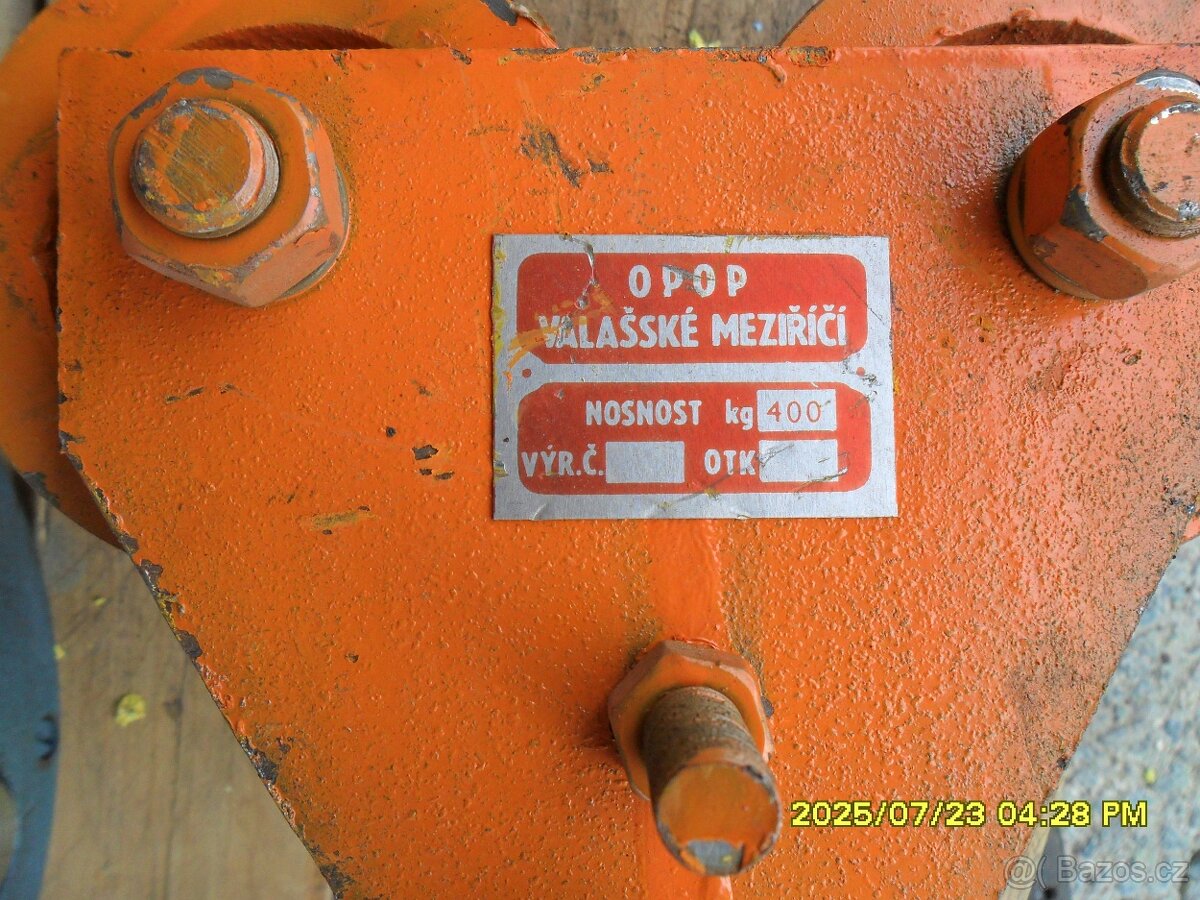 OPOP
VALAŠSKÉ MEZIŘÍČÍ
NOSNOST kg 400
VÝR.Č. OTK
2025/07/23 04:28 PM
@( Bazos.cz